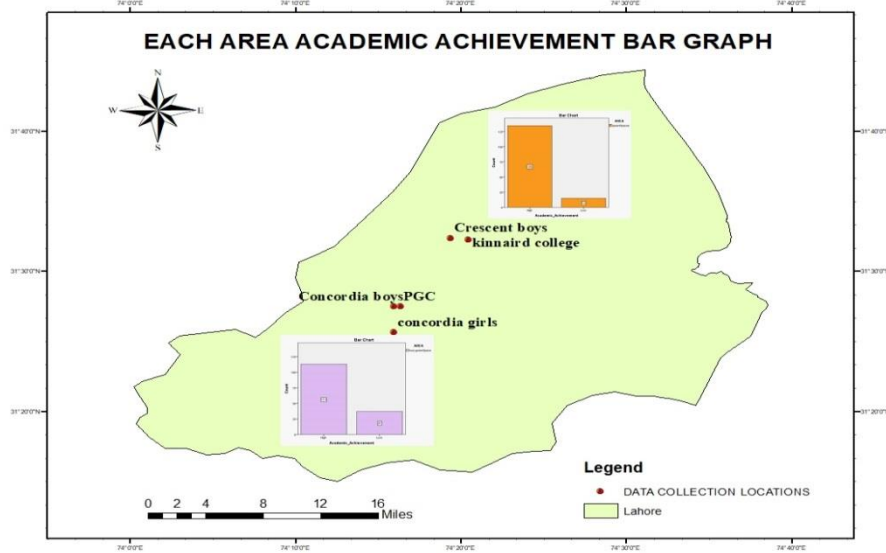 74°0'0"E 74°10'0"E 74°20'0"E 74°30'0"E 74°40'0"E
EACH AREA ACADEMIC ACHIEVEMENT BAR GRAPH
N
W E
S
31°40'0"N 31°40'0"N
Bar Chart
Count
Academic_Achievement
Crescent boys
kinnaird college
31°30'0"N 31°30'0"N
Concordia boysPGC
concordia girls
Bar Chart
Count
Academic_Achievement
31°20'0"N 31°20'0"N
Legend
DATA COLLECTION LOCATIONS
Lahore
0 2 4 8 12 16
Miles
74°0'0"E 74°10'0"E 74°20'0"E 74°30'0"E 74°40'0"E